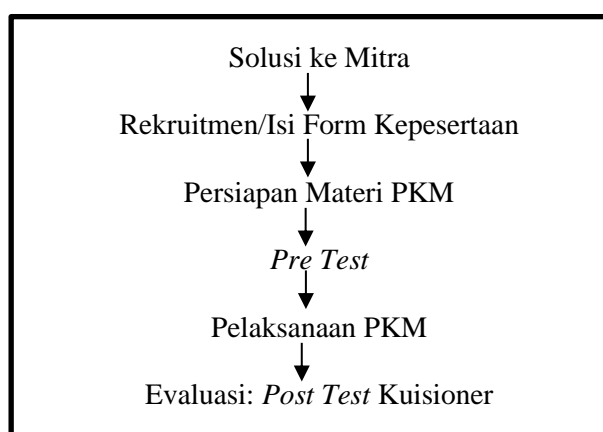 Solusi ke Mitra
Rekruitmen/Isi Form Kepesertaan
Persiapan Materi PKM
Pre Test
Pelaksanaan PKM
Evaluasi: Post Test Kuisioner